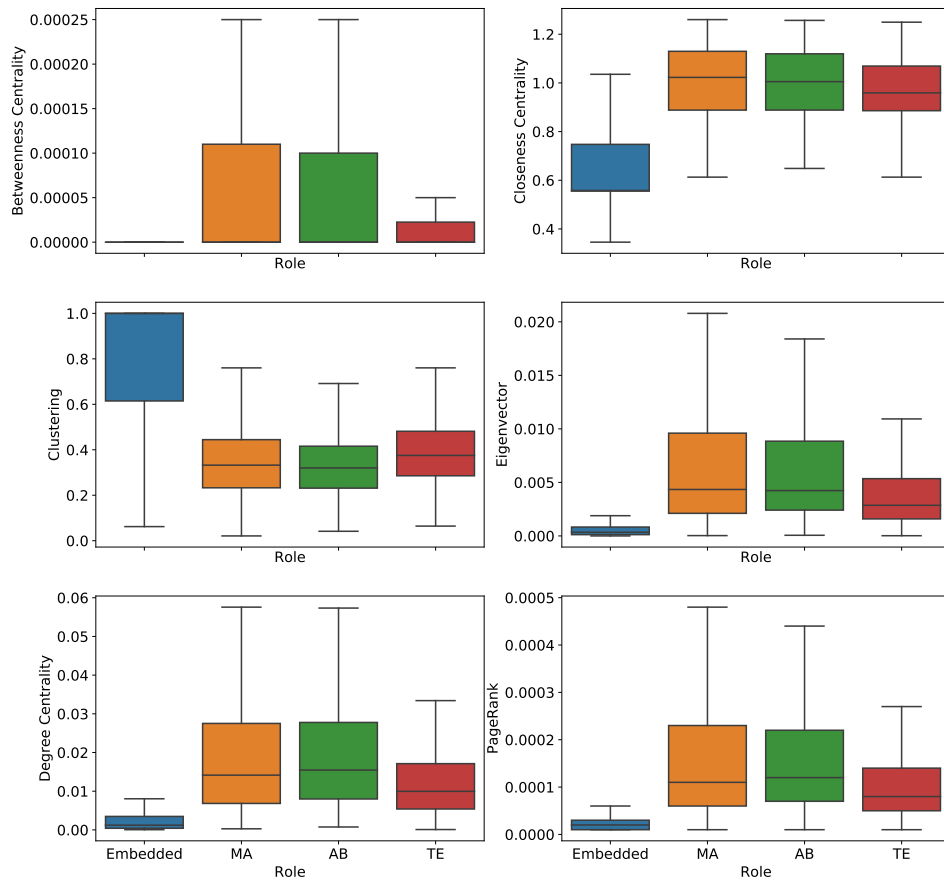 Betweenness Centrality
0.00025
0.00020
0.00015
0.00010
0.00005
0.00000
Role
Closeness Centrality
1.2
1.0
0.8
0.6
0.4
Role
Clustering
1.0
0.8
0.6
0.4
0.2
0.0
Role
Eigenvector
0.020
0.015
0.010
0.005
0.000
Role
Degree Centrality
0.06
0.05
0.04
0.03
0.02
0.01
0.00
Embedded MA AB TE
Role
PageRank
0.0005
0.0004
0.0003
0.0002
0.0001
0.0000
Embedded MA AB TE
Role